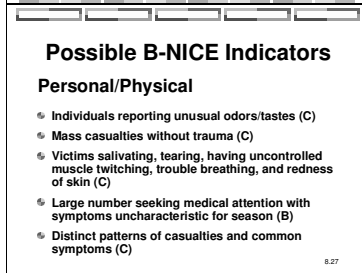 Possible B-NICE Indicators
Personal/Physical
Individuals reporting unusual odors/tastes (C)
Mass casualties without trauma (C)
Victims salivating, tearing, having uncontrolled
muscle twitching, trouble breathing, and redness
of skin (C)
Large number seeking medical attention with
symptoms uncharacteristic for season (B)
Distinct patterns of casualties and common
symptoms (C)
8.27